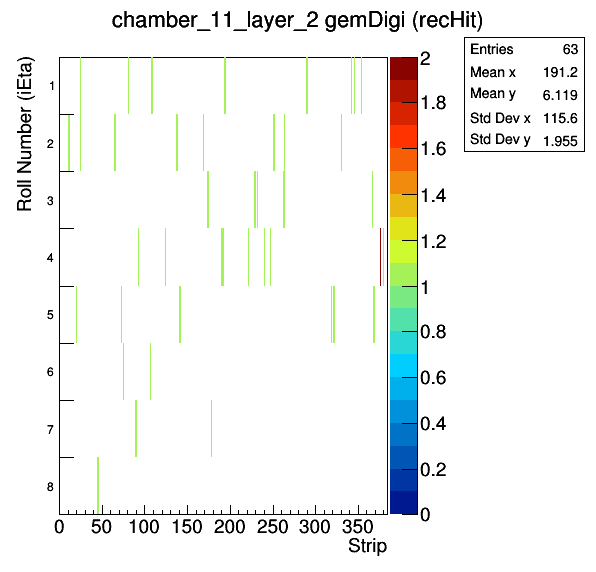 chamber_11_layer_2 gemDigi (recHit)
Entries 63
Mean x 191.2
Mean y 6.119
Std Dev x 115.6
Std Dev y 1.955
Roll Number (iEta)
1
2
3
4
5
6
7
8
0 50 100 150 200 250 300 350
Strip
2
1.8
1.6
1.4
1.2
1
0.8
0.6
0.4
0.2
0